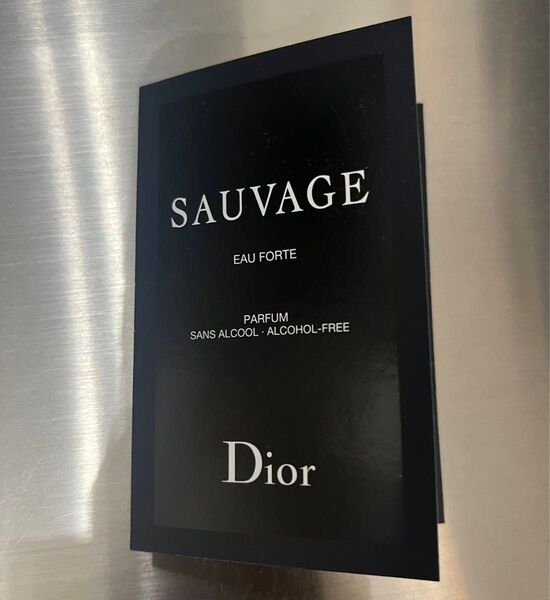 SAUVAGE
EAU FORTE
PARFUM
SANS ALCOOL · ALCOHOL-FREE
Dior